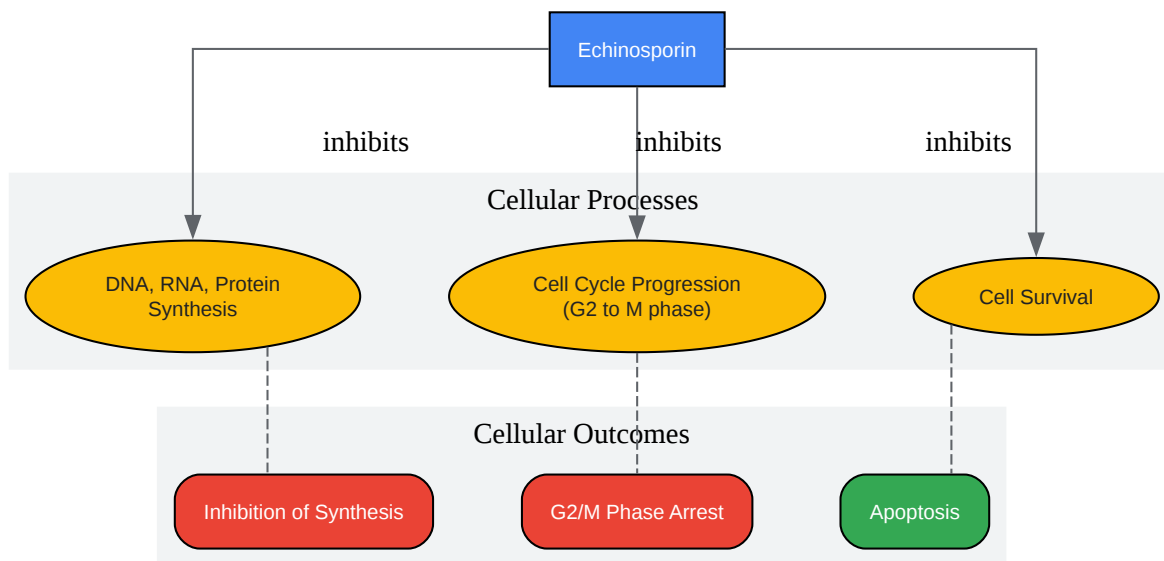 Echinosporin
inhibits
inhibits
inhibits
Cellular Processes
DNA, RNA, Protein
Synthesis
Cell Cycle Progression
(G2 to M phase)
Cell Survival
Cellular Outcomes
Inhibition of Synthesis
G2/M Phase Arrest
Apoptosis